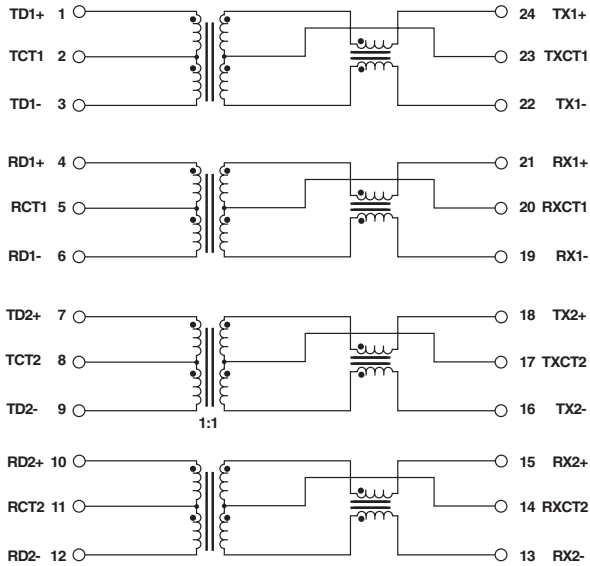 TD1+ 1 24 TX1+
TCT1 2 23 TXCT1
TD1- 3 22 TX1-
RD1+ 4 21 RX1+
RCT1 5 20 RXCT1
RD1- 6 19 RX1-
TD2+ 7 18 TX2+
TCT2 8 17 TXCT2
TD2- 9 16 TX2-
1:1
RD2+ 10 15 RX2+
RCT2 11 14 RXCT2
RD2- 12 13 RX2-